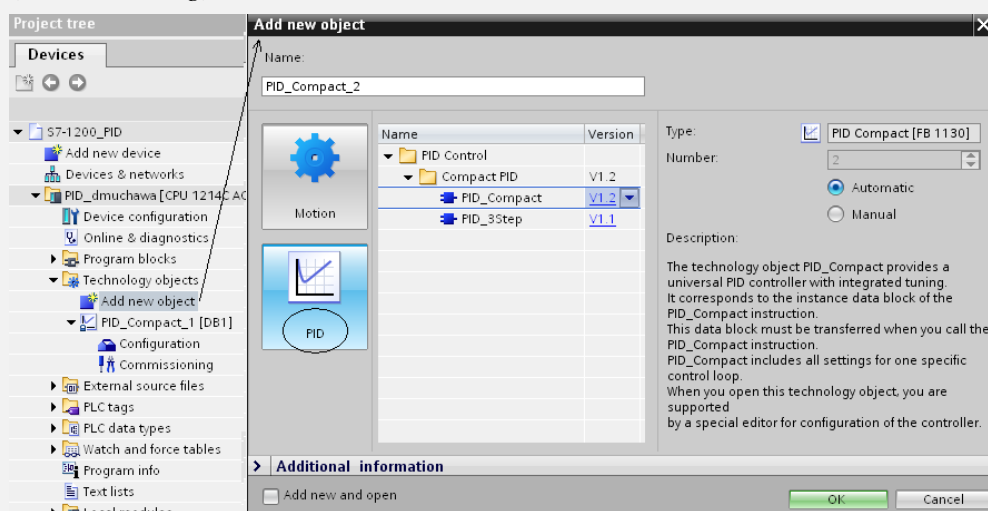 Project tree
Devices
S7-1200_PID
Add new device
Devices & networks
PID_dmuchawa [CPU 1214C AC
Device configuration
Online & diagnostics
Program blocks
Technology objects
Add new object
PID_Compact_1 [DB1]
Configuration
Commissioning
External source files
PLC tags
PLC data types
Watch and force tables
Program info
Text lists
Local modules
Add new object
Name:
PID_Compact_2
Motion
PID
Name Version
PID Control
Compact PID V1.2
PID_Compact V1.2
PID_3Step V1.1
Type: PID Compact [FB 1130]
Number: 2
Automatic
Manual
Description:
The technology object PID_Compact provides a
universal PID controller with integrated tuning.
It corresponds to the instance data block of the
PID_Compact instruction.
This data block must be transferred when you call the
PID_Compact instruction.
PID_Compact includes all settings for one specific
control loop.
When you open this technology object, you are
supported
by a special editor for configuration of the controller.
Additional information
Add new and open
OK Cancel